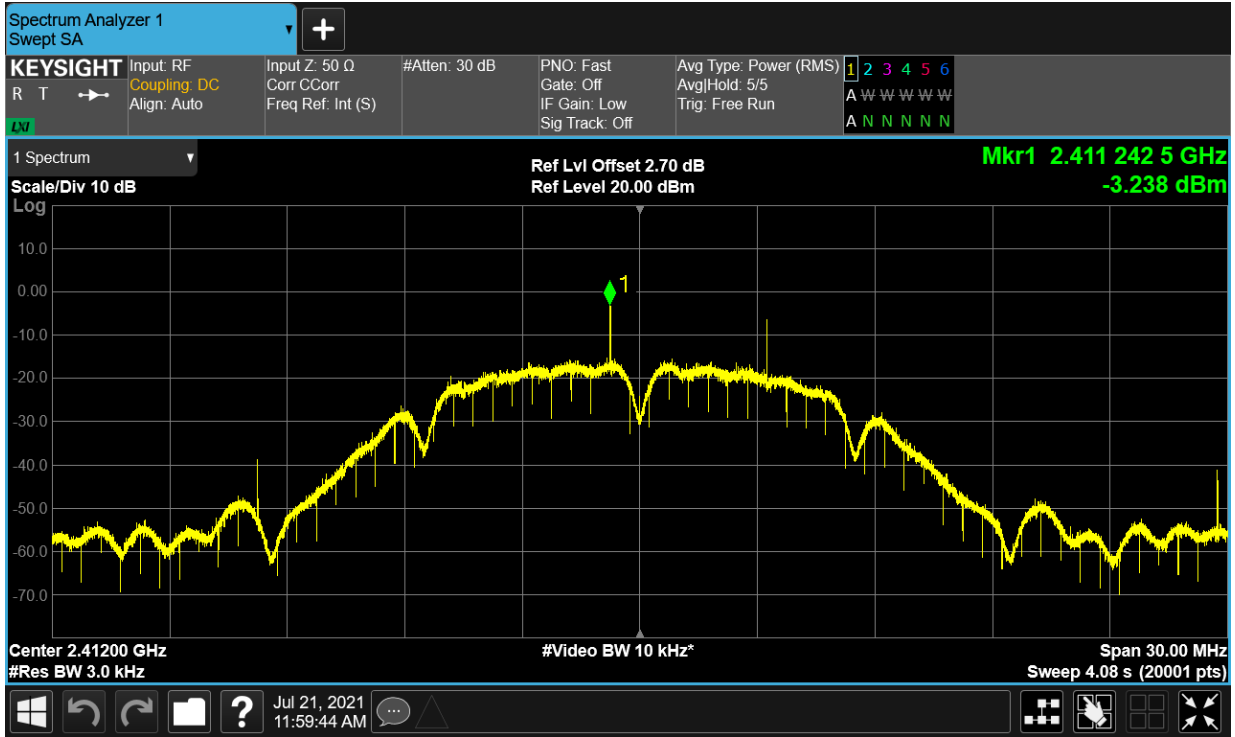 Spectrum Analyzer 1
Swept SA
+
KEYSIGHT
R T
LXI
Input: RF
Coupling: DC
Align: Auto
Input Z: 50 Ω
Corr CCorr
Freq Ref: Int (S)
#Atten: 30 dB
PNO: Fast
Gate: Off
IF Gain: Low
Sig Track: Off
Avg Type: Power (RMS)
Avg|Hold: 5/5
Trig: Free Run
1 2 3 4 5 6
A W W W W W
A N N N N N
1 Spectrum
Scale/Div 10 dB
Log
Ref Lvl Offset 2.70 dB
Ref Level 20.00 dBm
Mkr1 2.411 242 5 GHz
-3.238 dBm
1
10.0
0.00
-10.0
-20.0
-30.0
-40.0
-50.0
-60.0
-70.0
Center 2.41200 GHz
#Video BW 10 kHz*
Span 30.00 MHz
#Res BW 3.0 kHz
Sweep 4.08 s (20001 pts)
?
Jul 21, 2021
11:59:44 AM